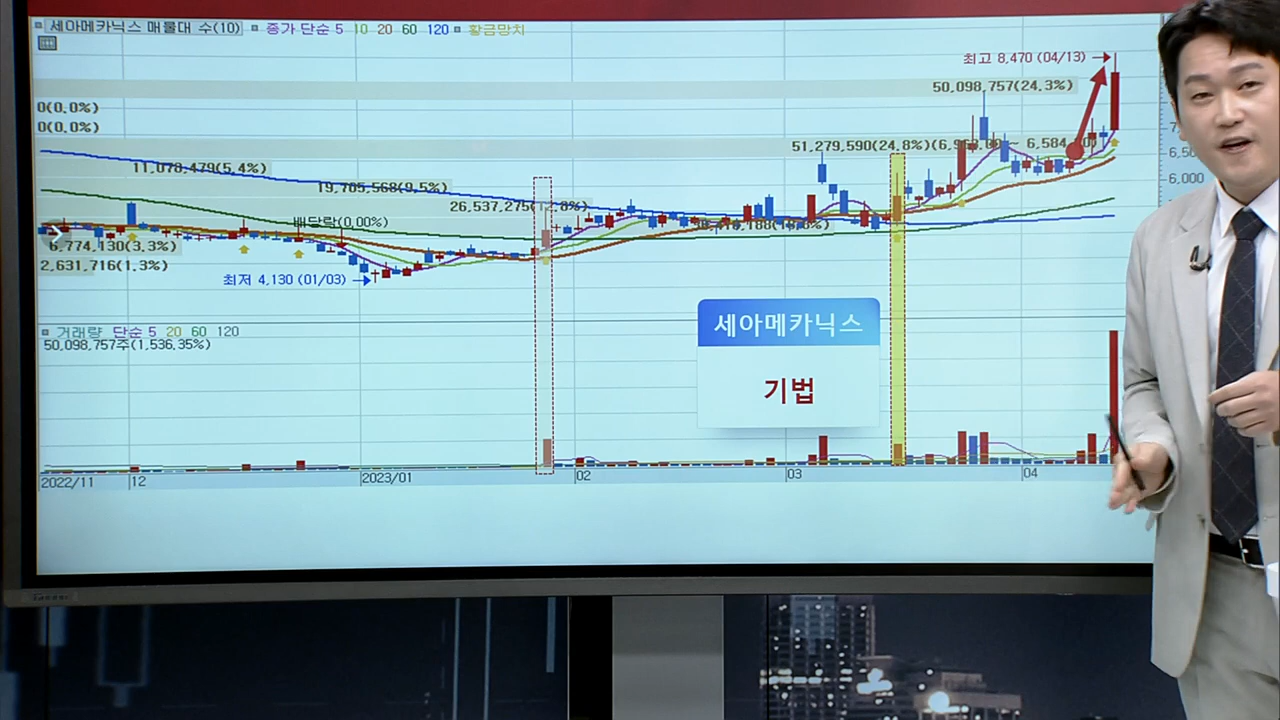 세아메카닉스 매물대 수(10) 종가 단순 5 10 20 60 120 황금망치
최고 8,470 (04/13)
50,098,757(24.3%)
0(0.0%)
0(0.0%)
51,279,590(24.8%)
11,078,479(5.4%)
19,705,568(9.5%)
26,537,275(12.8%)
배당락(0.00%)
6,774,130(3.3%)
2,631,716(1.3%)
최저 4,130 (01/03)
6,000
세아메카닉스
기법
거래량 단순 5 20 60 120
50,098,757주(1,536.35%)
2022/11 12 2023/01 02 03 04